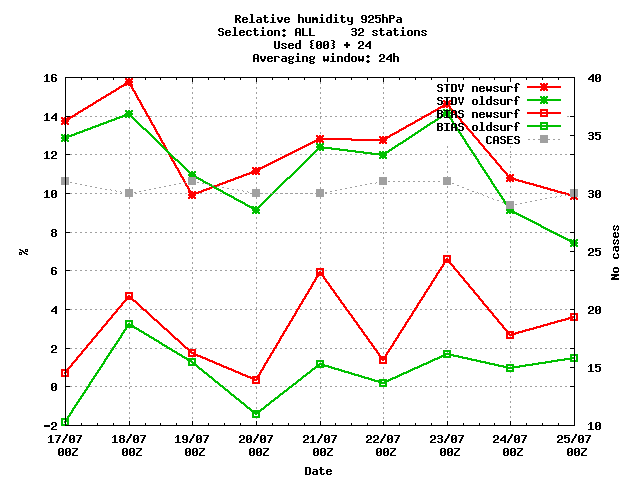 Relative humidity 925hPa
Selection: ALL 32 stations
Used {00} + 24
Averaging window: 24h
STDV newsurf
STDV oldsurf
BIAS newsurf
BIAS oldsurf
CASES
16
14
12
10
8
6
4
2
0
-2
%
40
35
30
25
20
15
10
No cases
17/07 18/07 19/07 20/07 21/07 22/07 23/07 24/07 25/07
00Z 00Z 00Z 00Z 00Z 00Z 00Z 00Z 00Z
Date